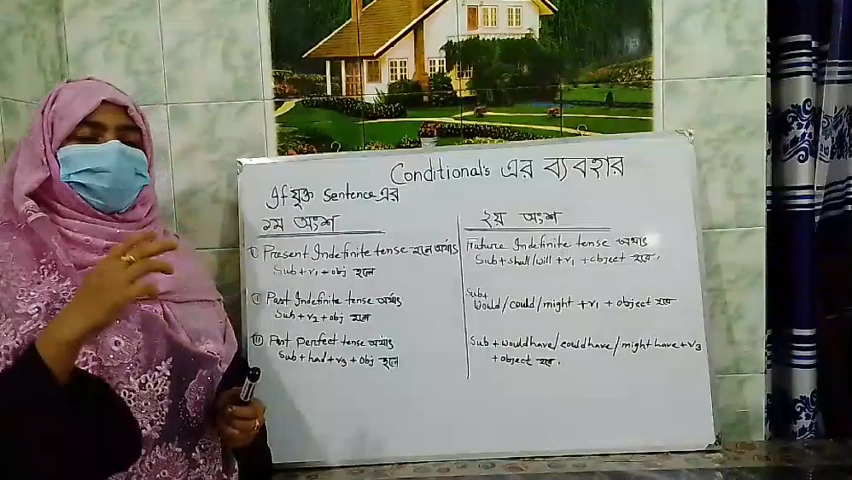 Conditional's এর ব্যবহার
If যুক্ত Sentence এর
১ম অংশ
২য় অংশ
i) Present Indefinite tense হলে অর্থাৎ
Sub + v1 + obj হলে
Future Indefinite tense অর্থাৎ
Sub + shall/will + v1 + object হবে,
ii) Past Indefinite tense অর্থাৎ
Sub + v2 + obj হলে
Sub+
Would/could/might + v1 + object হবে
iii) Past perfect tense অর্থাৎ
Sub + had + v3 + obj হলে
Sub + would have/could have/might have + v3
+ object হবে,